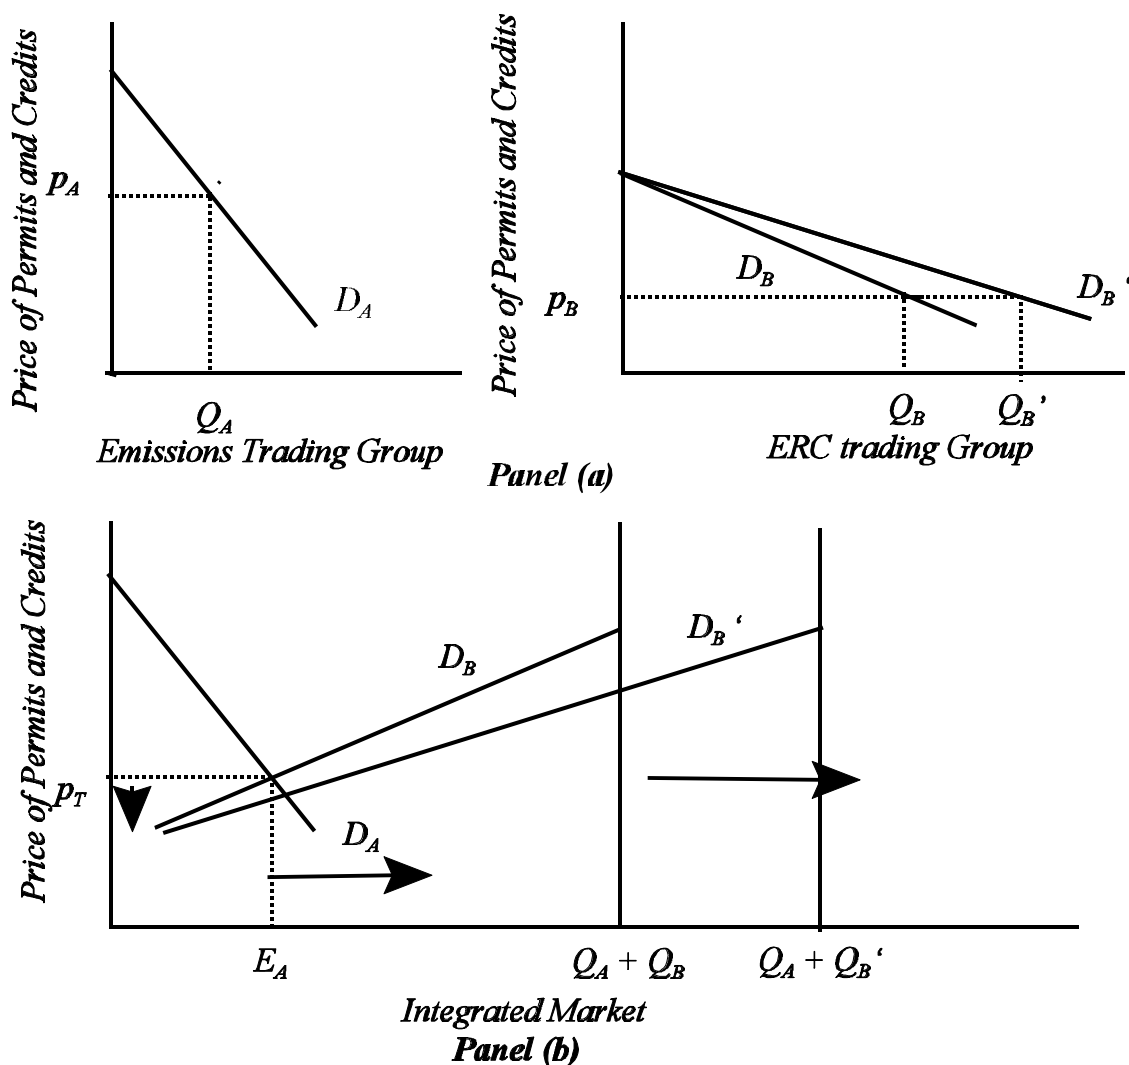 Price of Permits and Credits
p_A
D_A
Q_A
Emissions Trading Group
Price of Permits and Credits
p_B
D_B
D_B‘
Q_B
Q_B’
ERC trading Group
Panel (a)
Price of Permits and Credits
D_B
D_B‘
p_T
D_A
E_A
Q_A + Q_B
Q_A + Q_B‘
Integrated Market
Panel (b)